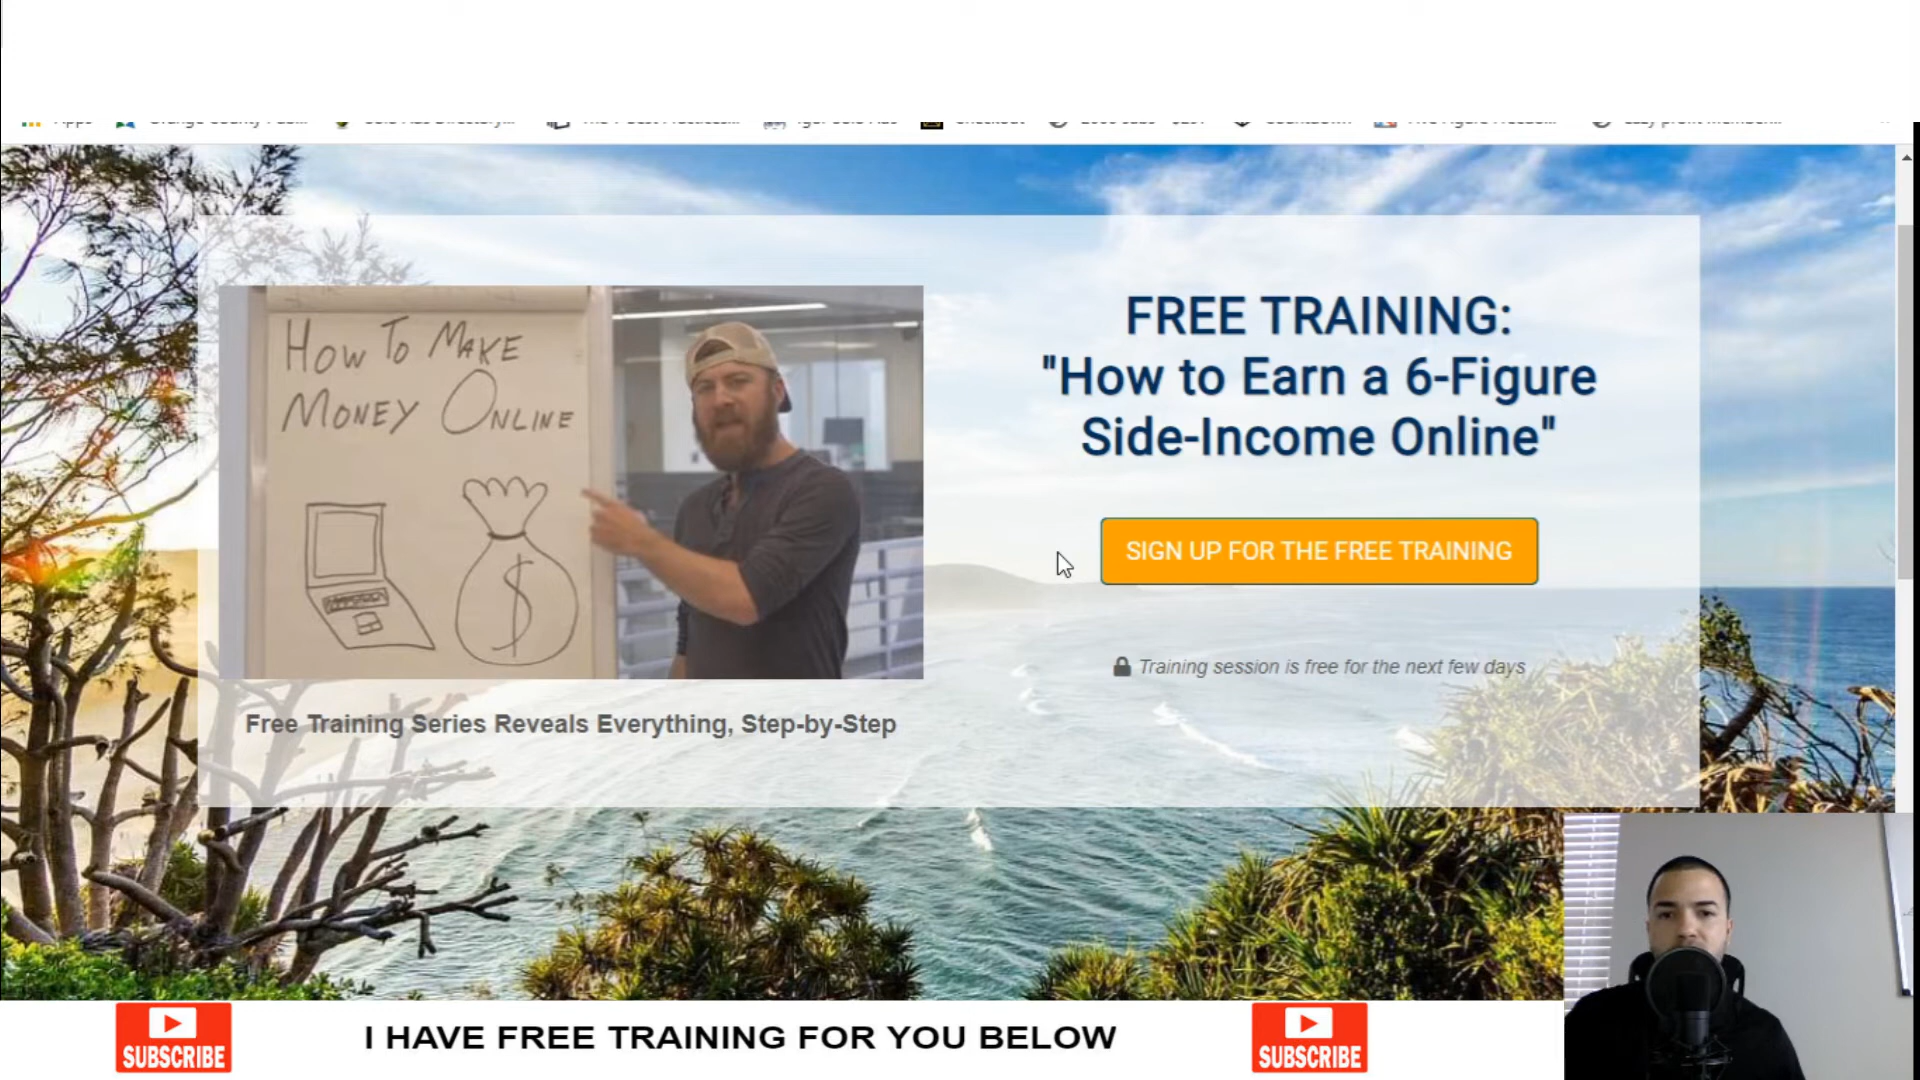 How To Make
Money Online
$
Free Training Series Reveals Everything, Step-by-Step
FREE TRAINING:
"How to Earn a 6-Figure
Side-Income Online"
SIGN UP FOR THE FREE TRAINING
Training session is free for the next few days
SUBSCRIBE
I HAVE FREE TRAINING FOR YOU BELOW
SUBSCRIBE